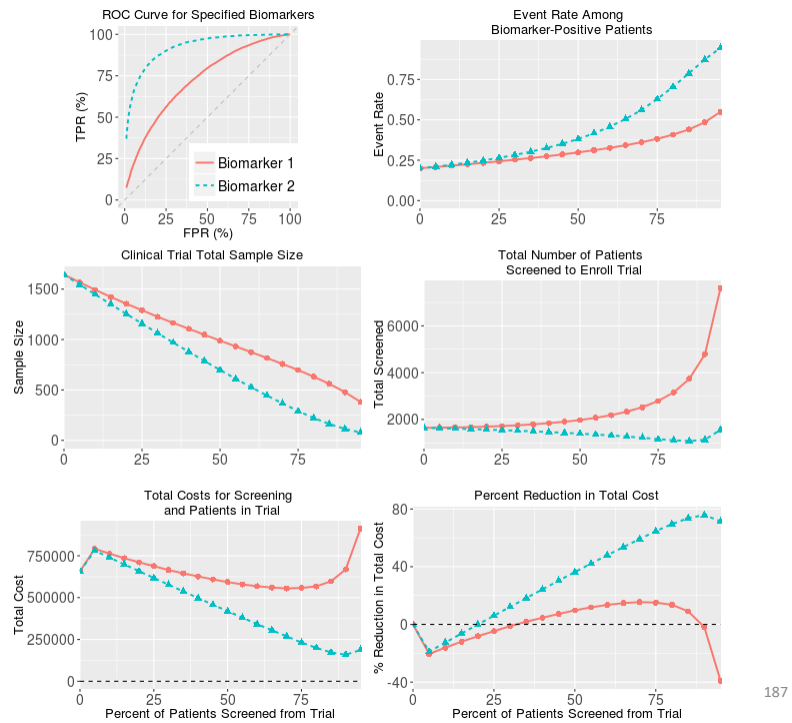 ROC Curve for Specified Biomarkers
100
75
50
25
0
TPR (%)
Biomarker 1
Biomarker 2
0 25 50 75 100
FPR (%)
Event Rate Among
Biomarker-Positive Patients
0.75
0.50
0.25
0.00
Event Rate
0 25 50 75
Clinical Trial Total Sample Size
1500
1000
500
0
Sample Size
0 25 50 75
Total Number of Patients
Screened to Enroll Trial
6000
4000
2000
Total Screened
0 25 50 75
Total Costs for Screening
and Patients in Trial
750000
500000
250000
0
Total Cost
0 25 50 75
Percent of Patients Screened from Trial
Percent Reduction in Total Cost
80
40
0
-40
% Reduction in Total Cost
0 25 50 75
Percent of Patients Screened from Trial
187